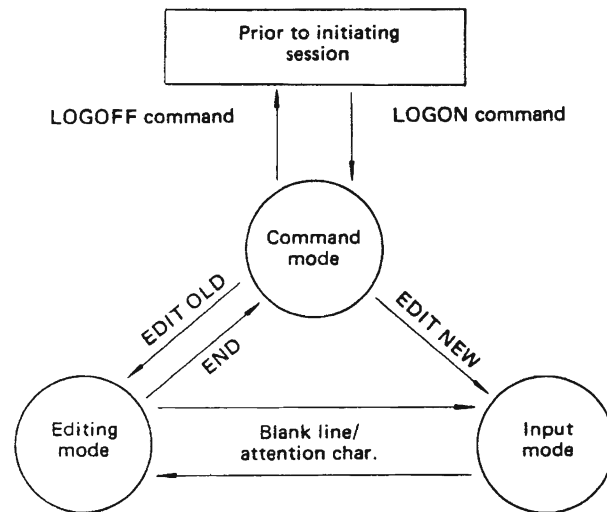 Prior to initiating
session
LOGOFF command
LOGON command
Command
mode
EDIT OLD
END
EDIT NEW
Editing
mode
Blank line/
attention char.
Input
mode